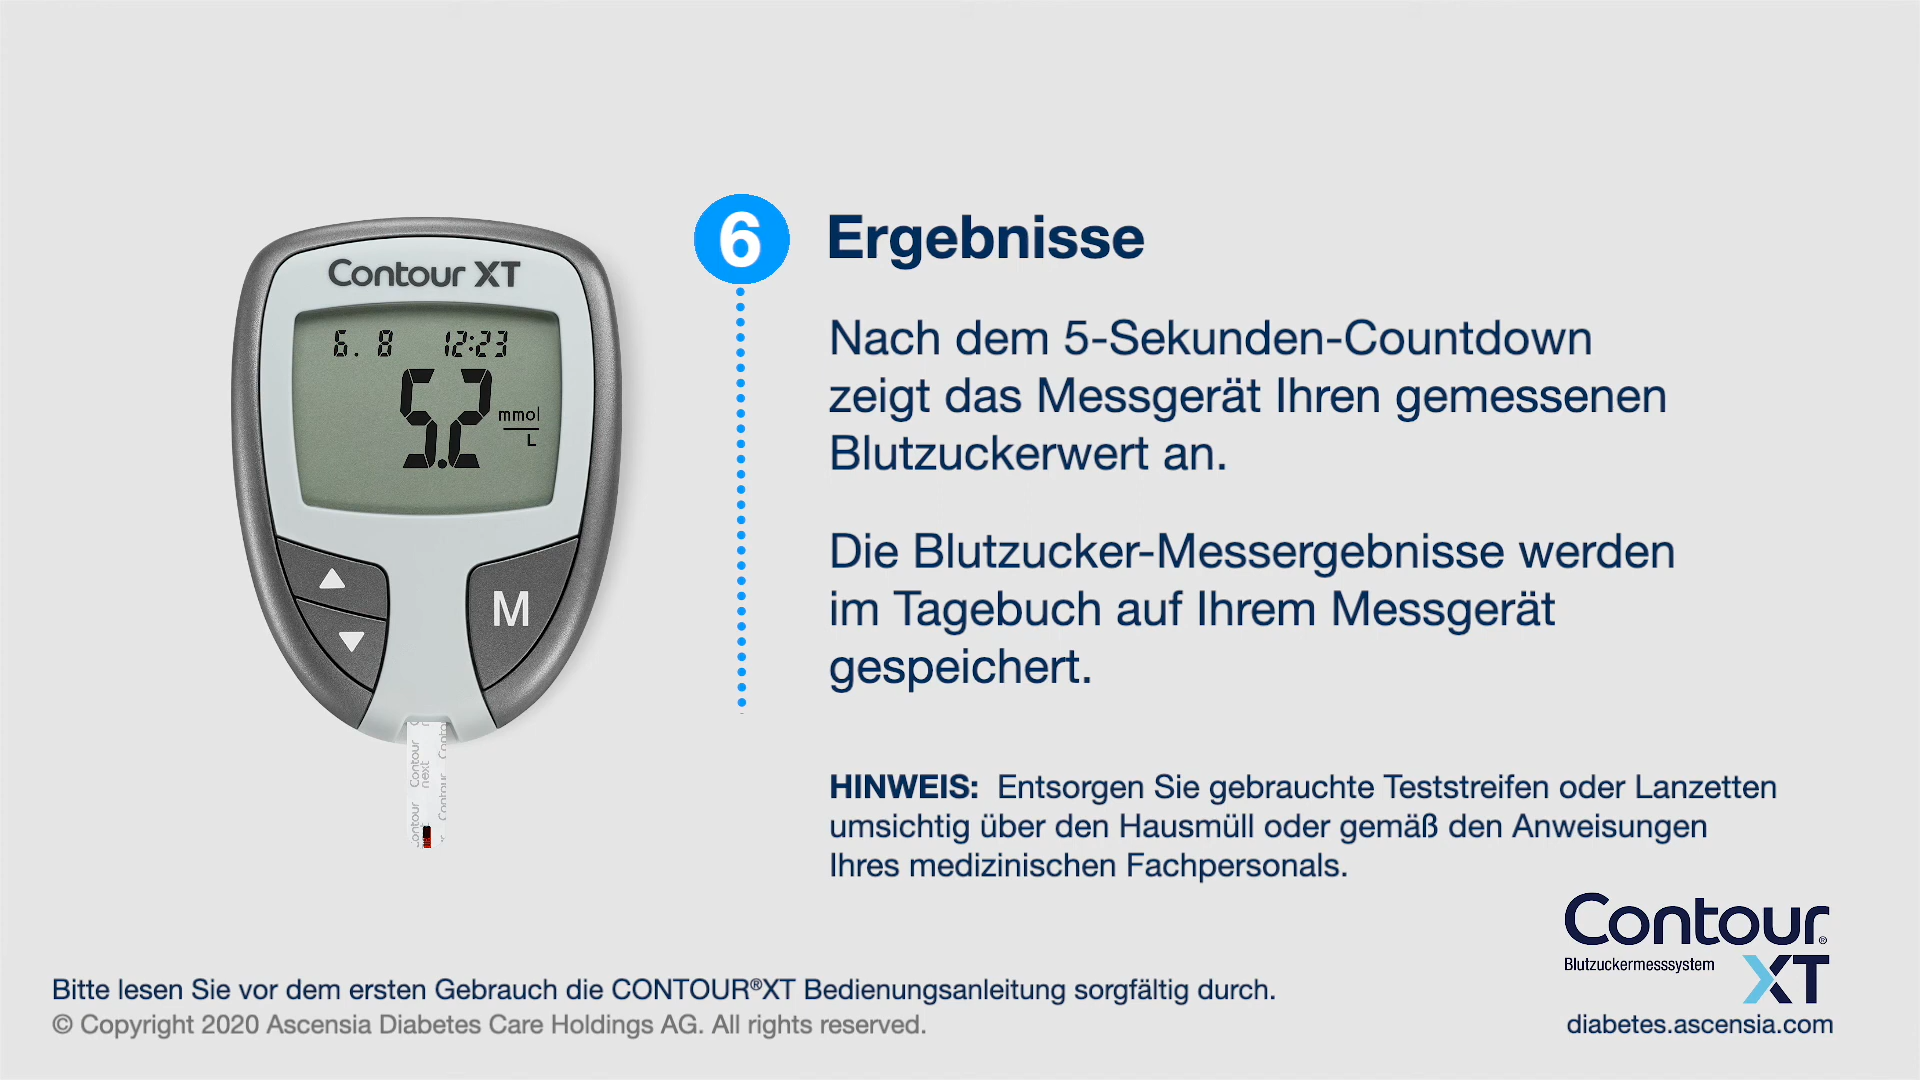 Contour XT
6. 8 12:23
5.2 mmol
L
M
Contour
next
Contour
6 Ergebnisse
Nach dem 5-Sekunden-Countdown
zeigt das Messgerät Ihren gemessenen
Blutzuckerwert an.
Die Blutzucker-Messergebnisse werden
im Tagebuch auf Ihrem Messgerät
gespeichert.
HINWEIS: Entsorgen Sie gebrauchte Teststreifen oder Lanzetten
umsichtig über den Hausmüll oder gemäß den Anweisungen
Ihres medizinischen Fachpersonals.
Contour®
Blutzuckermesssystem XT
diabetes.ascensia.com
Bitte lesen Sie vor dem ersten Gebrauch die CONTOUR®XT Bedienungsanleitung sorgfältig durch.
© Copyright 2020 Ascensia Diabetes Care Holdings AG. All rights reserved.